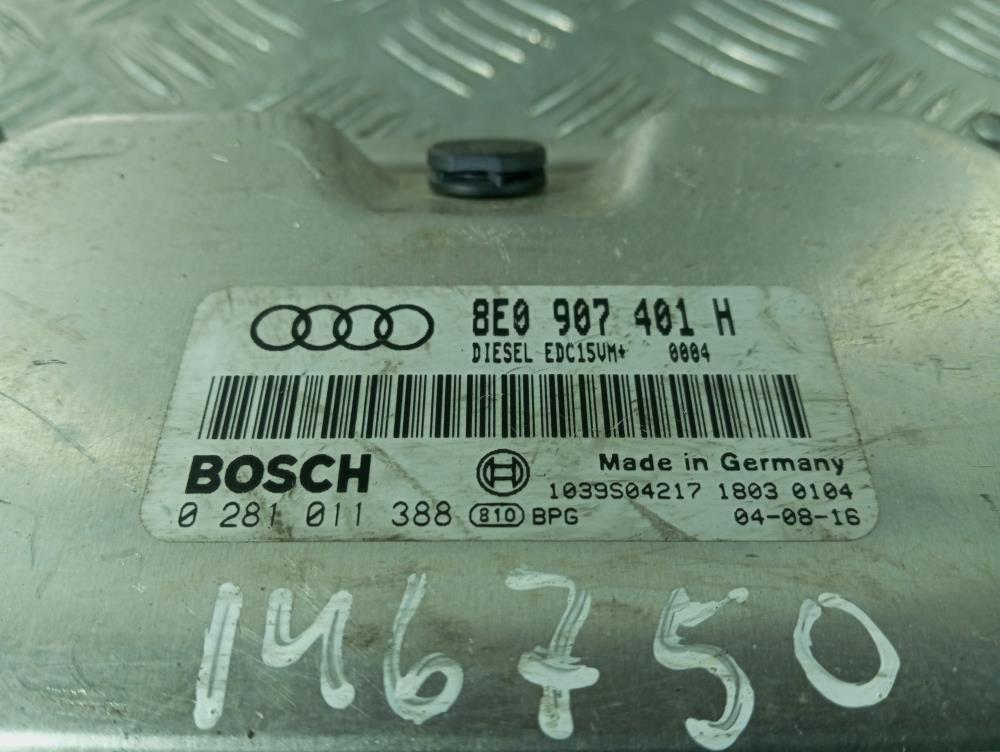 8E0 907 401 H
DIESEL EDC15VM+ 0004
BOSCH
Made in Germany
1039S04217 1803 0104
0 281 011 388 810 BPG 04-08-16
146750